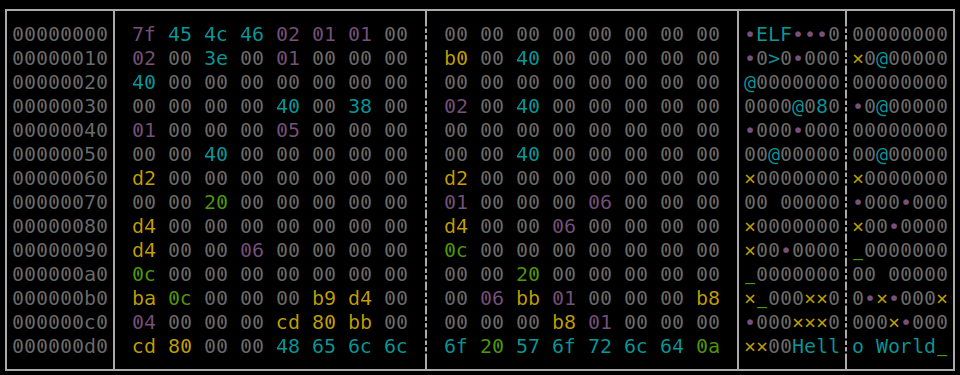 00000000 7f 45 4c 46 02 01 01 00 00 00 00 00 00 00 00 00 •ELF•••0 00000000
00000010 02 00 3e 00 01 00 00 00 b0 00 40 00 00 00 00 00 •0>0•000 ×0@00000
00000020 40 00 00 00 00 00 00 00 00 00 00 00 00 00 00 00 @0000000 00000000
00000030 00 00 00 00 40 00 38 00 02 00 40 00 00 00 00 00 0000@080 •0@00000
00000040 01 00 00 00 05 00 00 00 00 00 00 00 00 00 00 00 •000•000 00000000
00000050 00 00 40 00 00 00 00 00 00 00 40 00 00 00 00 00 00@00000 00@00000
00000060 d2 00 00 00 00 00 00 00 d2 00 00 00 00 00 00 00 ×0000000 ×0000000
00000070 00 00 20 00 00 00 00 00 01 00 00 00 06 00 00 00 00 00000 •000•000
00000080 d4 00 00 00 00 00 00 00 d4 00 00 06 00 00 00 00 ×0000000 ×00•0000
00000090 d4 00 00 06 00 00 00 00 0c 00 00 00 00 00 00 00 ×00•0000 _0000000
000000a0 0c 00 00 00 00 00 00 00 00 00 20 00 00 00 00 00 _0000000 00 00000
000000b0 ba 0c 00 00 00 b9 d4 00 00 06 bb 01 00 00 00 b8 ×_000××0 0•×•000×
000000c0 04 00 00 00 cd 80 bb 00 00 00 00 b8 01 00 00 00 •000×××0 000×•000
000000d0 cd 80 00 00 48 65 6c 6c 6f 20 57 6f 72 6c 64 0a ××00Hell o World_